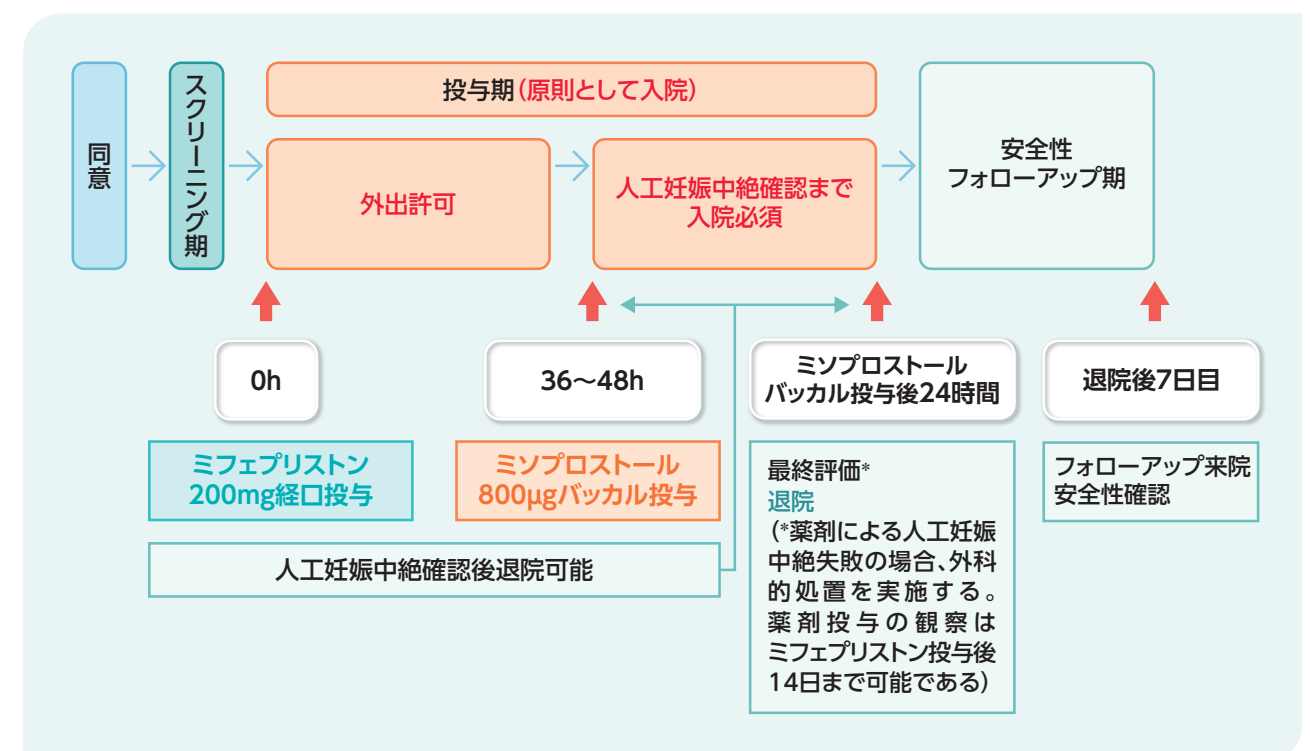 同意
スクリーニング期
投与期(原則として入院)
外出許可
人工妊娠中絶確認まで
入院必須
安全性
フォローアップ期
0h
36〜48h
ミソプロストール
バッカル投与後24時間
退院後7日目
ミフェプリストン
200mg経口投与
ミソプロストール
800μgバッカル投与
人工妊娠中絶確認後退院可能
最終評価*
退院
(*薬剤による人工妊娠
中絶失敗の場合、外科
的処置を実施する。
薬剤投与の観察は
ミフェプリストン投与後
14日まで可能である)
フォローアップ来院
安全性確認